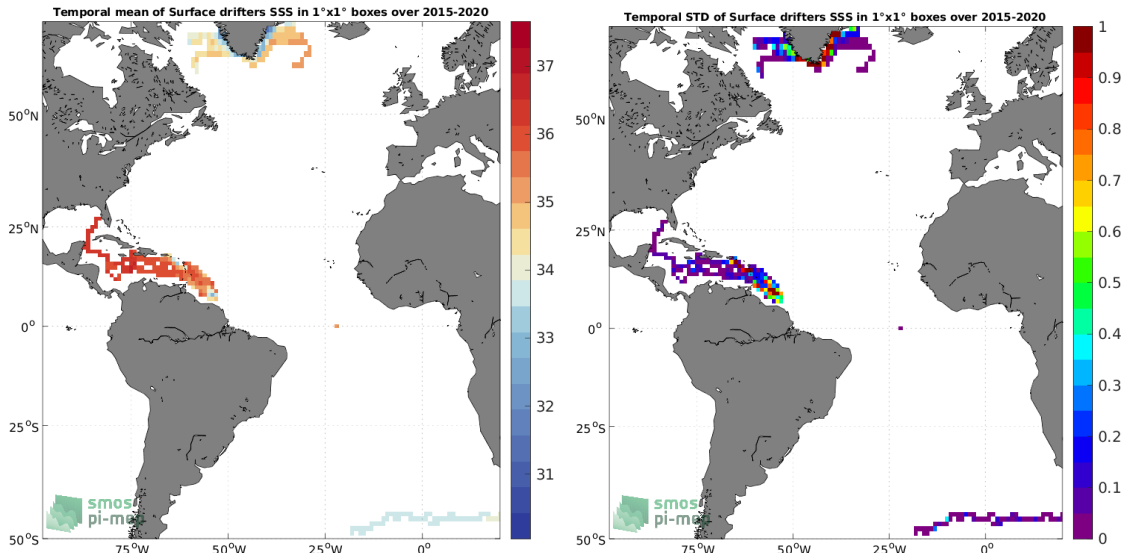 Temporal mean of Surface drifters SSS in 1°x1° boxes over 2015-2020
50°N
25°N
0°
25°S
50°S
75°W
50°W
25°W
0°
37
36
35
34
33
32
31
smos
pi-mep
Temporal STD of Surface drifters SSS in 1°x1° boxes over 2015-2020
50°N
25°N
0°
25°S
50°S
75°W
50°W
25°W
0°
1
0.9
0.8
0.7
0.6
0.5
0.4
0.3
0.2
0.1
0
smos
pi-mep